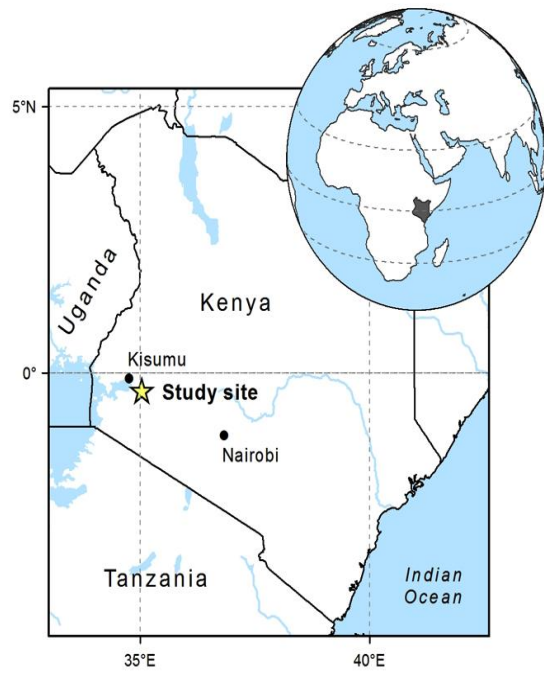 5°N
Uganda
Kenya
Kisumu
0°
Study site
Nairobi
Tanzania
Indian
Ocean
35°E
40°E